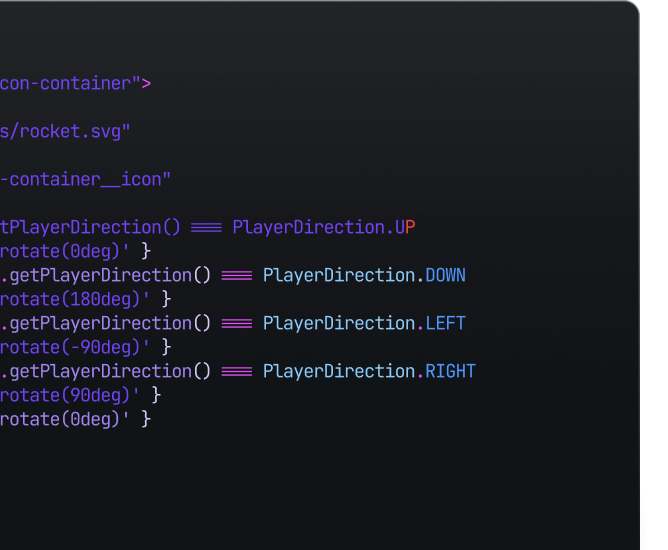 con-container">
s/rocket.svg"
-container__icon"
tPlayerDirection() === PlayerDirection.UP
rotate(0deg)' }
.getPlayerDirection() === PlayerDirection.DOWN
rotate(180deg)' }
.getPlayerDirection() === PlayerDirection.LEFT
rotate(-90deg)' }
.getPlayerDirection() === PlayerDirection.RIGHT
rotate(90deg)' }
rotate(0deg)' }